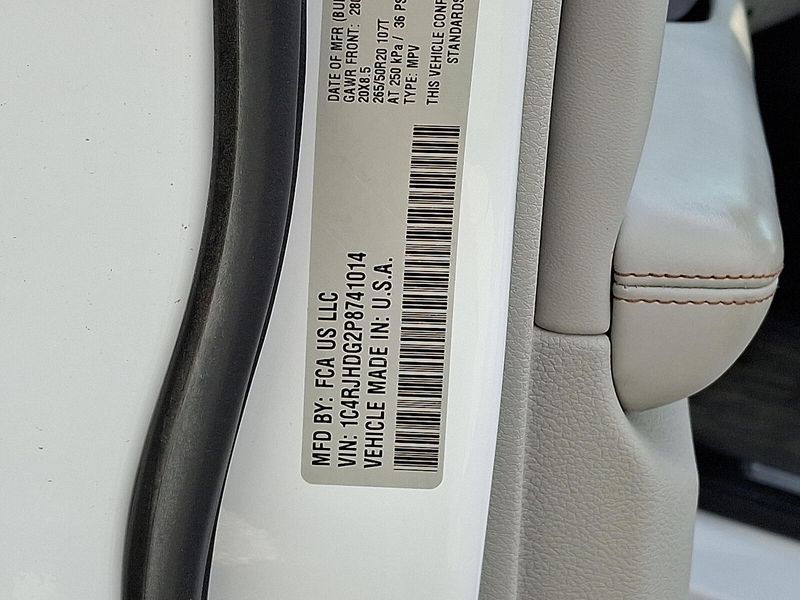 MFD BY: FCA US LLC
VIN: 1C4RJHDG2P8741014
VEHICLE MADE IN: U.S.A.
DATE OF MFR
GAWR FRONT:
20X8.5
265/50R20 107T
AT 250 kPa / 36
TYPE: MPV
THIS VEHICLE
STANDARDS